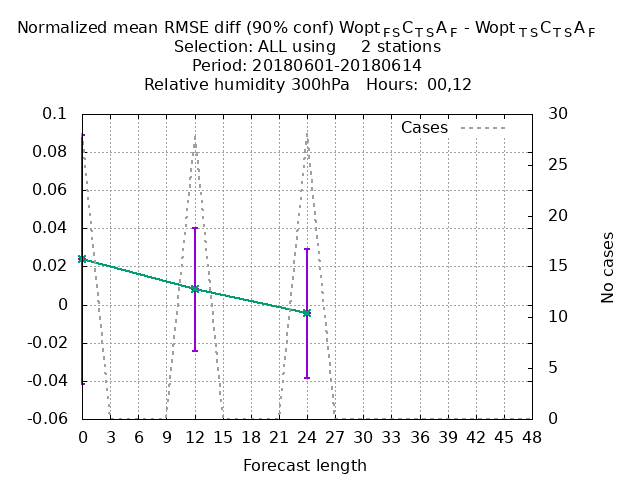 Normalized mean RMSE diff (90% conf) Wopt FS C TS A F - Wopt TS C TS A F
Selection: ALL using 2 stations
Period: 20180601-20180614
Relative humidity 300hPa Hours: 00,12
Cases
0.1
0.08
0.06
0.04
0.02
0
-0.02
-0.04
-0.06
30
25
20
15
10
5
0
No cases
0 3 6 9 12 15 18 21 24 27 30 33 36 39 42 45 48
Forecast length